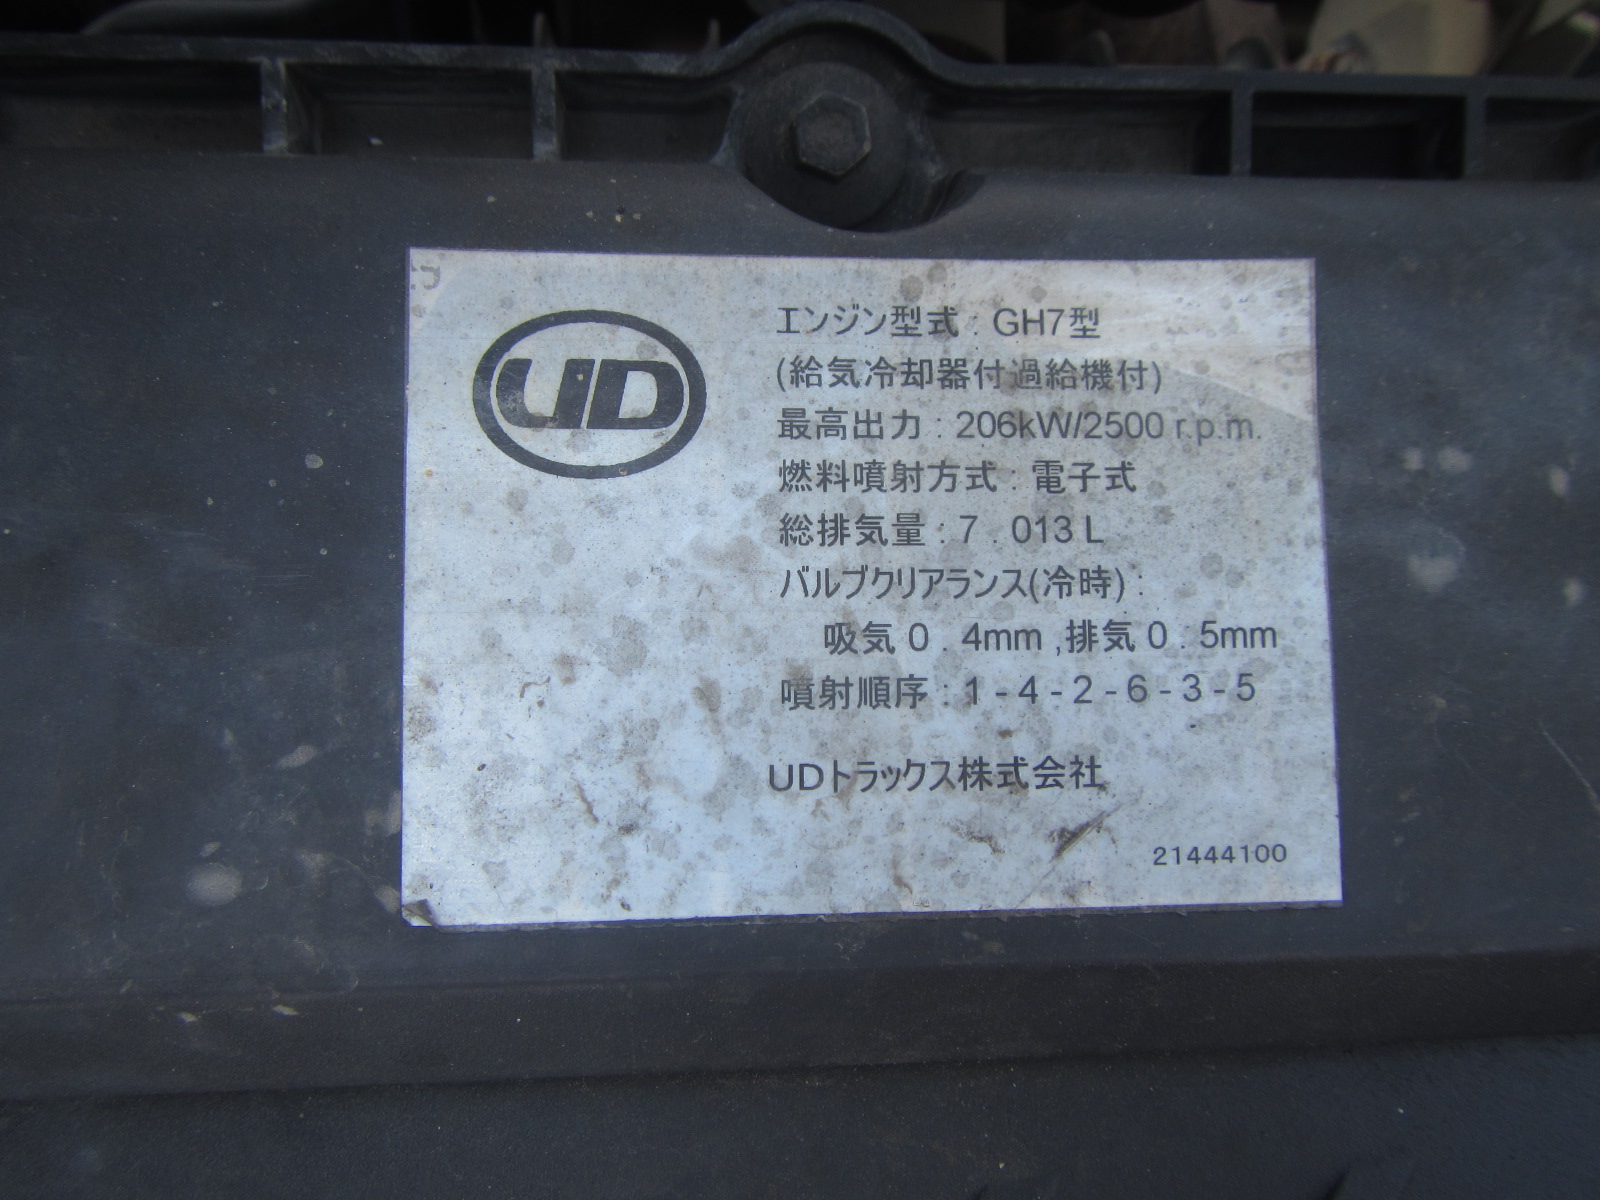 UD
エンジン型式 : GH7型
(給気冷却器付過給機付)
最高出力 : 206kW/2500 r.p.m.
燃料噴射方式 : 電子式
総排気量 : 7 . 013 L
バルブクリアランス(冷時) :
吸気 0 . 4mm ,排気 0 . 5mm
噴射順序 : 1 - 4 - 2 - 6 - 3 - 5
UDトラックス株式会社
21444100